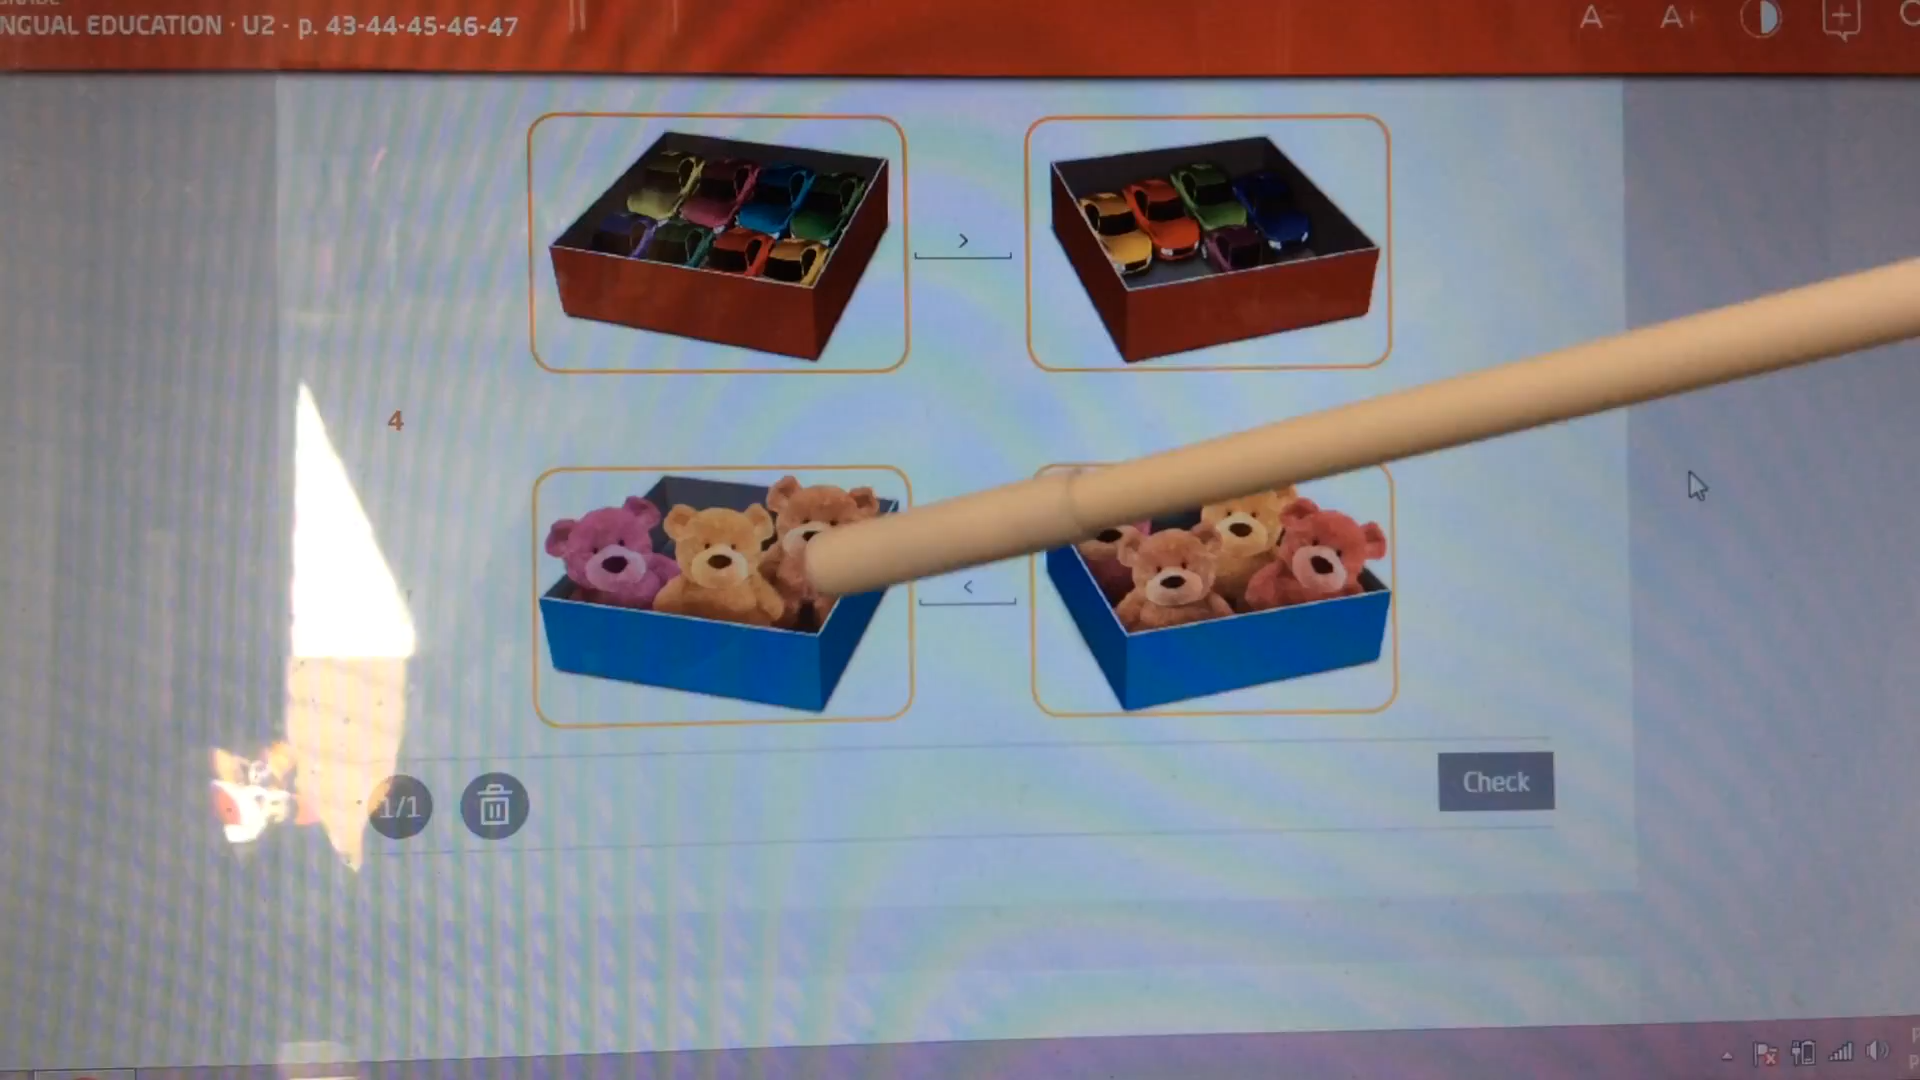 NGUAL EDUCATION · U2 - p. 43-44-45-46-47
A-
A+
>
4
<
1/1
Check